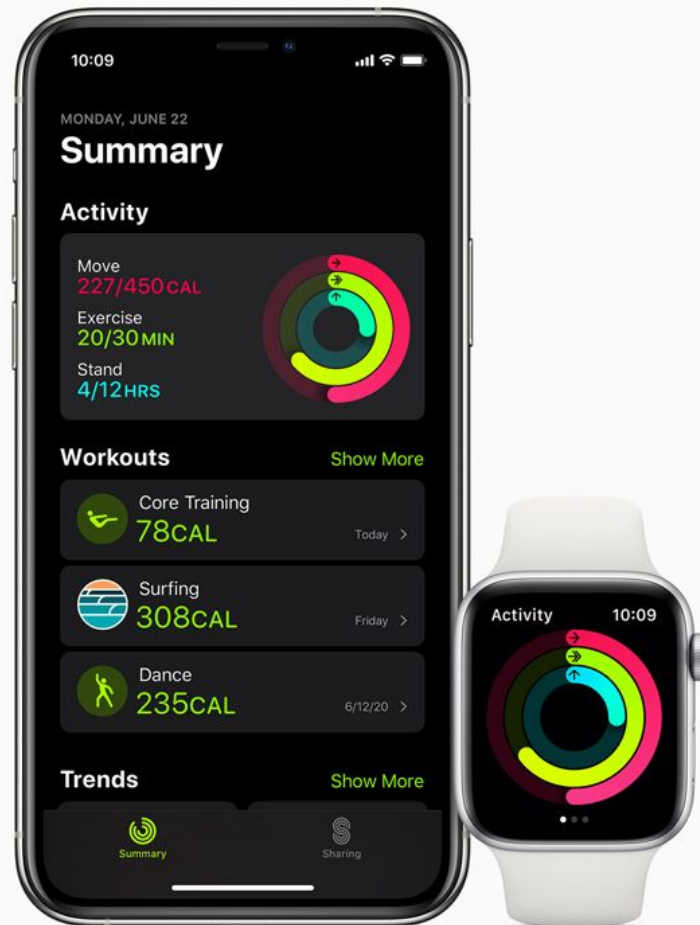 10:09
MONDAY, JUNE 22
Summary
Activity
Move
227/450CAL
Exercise
20/30MIN
Stand
4/12HRS
Workouts Show More
Core Training
78CAL Today
Surfing
308CAL Friday
Dance
235CAL 6/12/20
Trends Show More
Summary Sharing
Activity 10:09